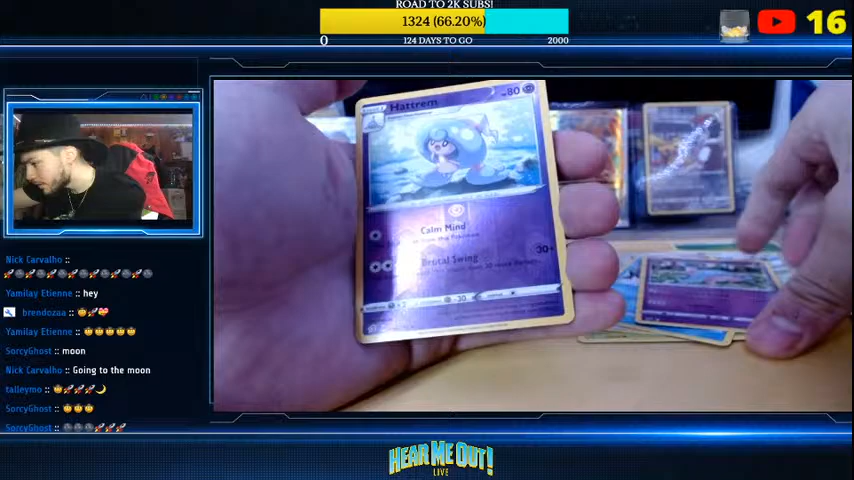 ROAD TO 2K SUBS!
1324 (66.20%)
0
124 DAYS TO GO
2000
16
Hattrem
80
Calm Mind
Brutal Swing
30+
30
Nick Carvalho ::
Yamilay Etienne :: hey
brendozaa ::
Yamilay Etienne ::
SorcyGhost :: moon
Nick Carvalho :: Going to the moon
talleymo ::
SorcyGhost ::
SorcyGhost ::
HEAR ME OUT!
LIVE